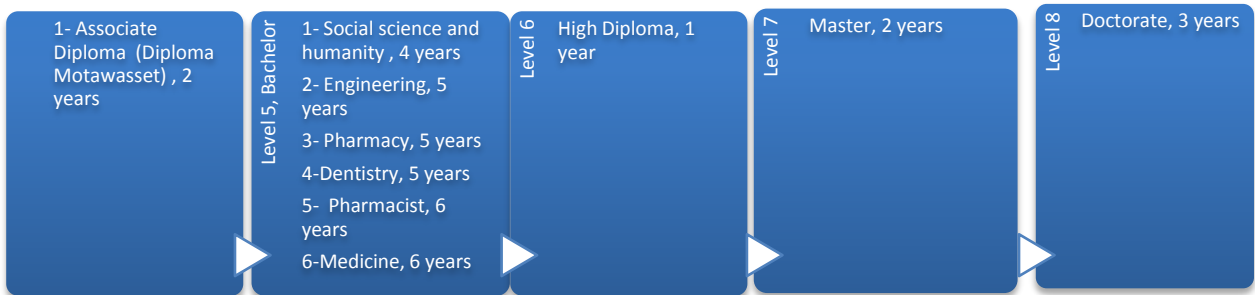 1- Associate
Diploma (Diploma
Motawasset) , 2
years
Level 5, Bachelor
1- Social science and
humanity , 4 years
2- Engineering, 5
years
3- Pharmacy, 5 years
4-Dentistry, 5 years
5- Pharmacist, 6
years
6-Medicine, 6 years
Level 6
High Diploma, 1
year
Level 7
Master, 2 years
Level 8
Doctorate, 3 years